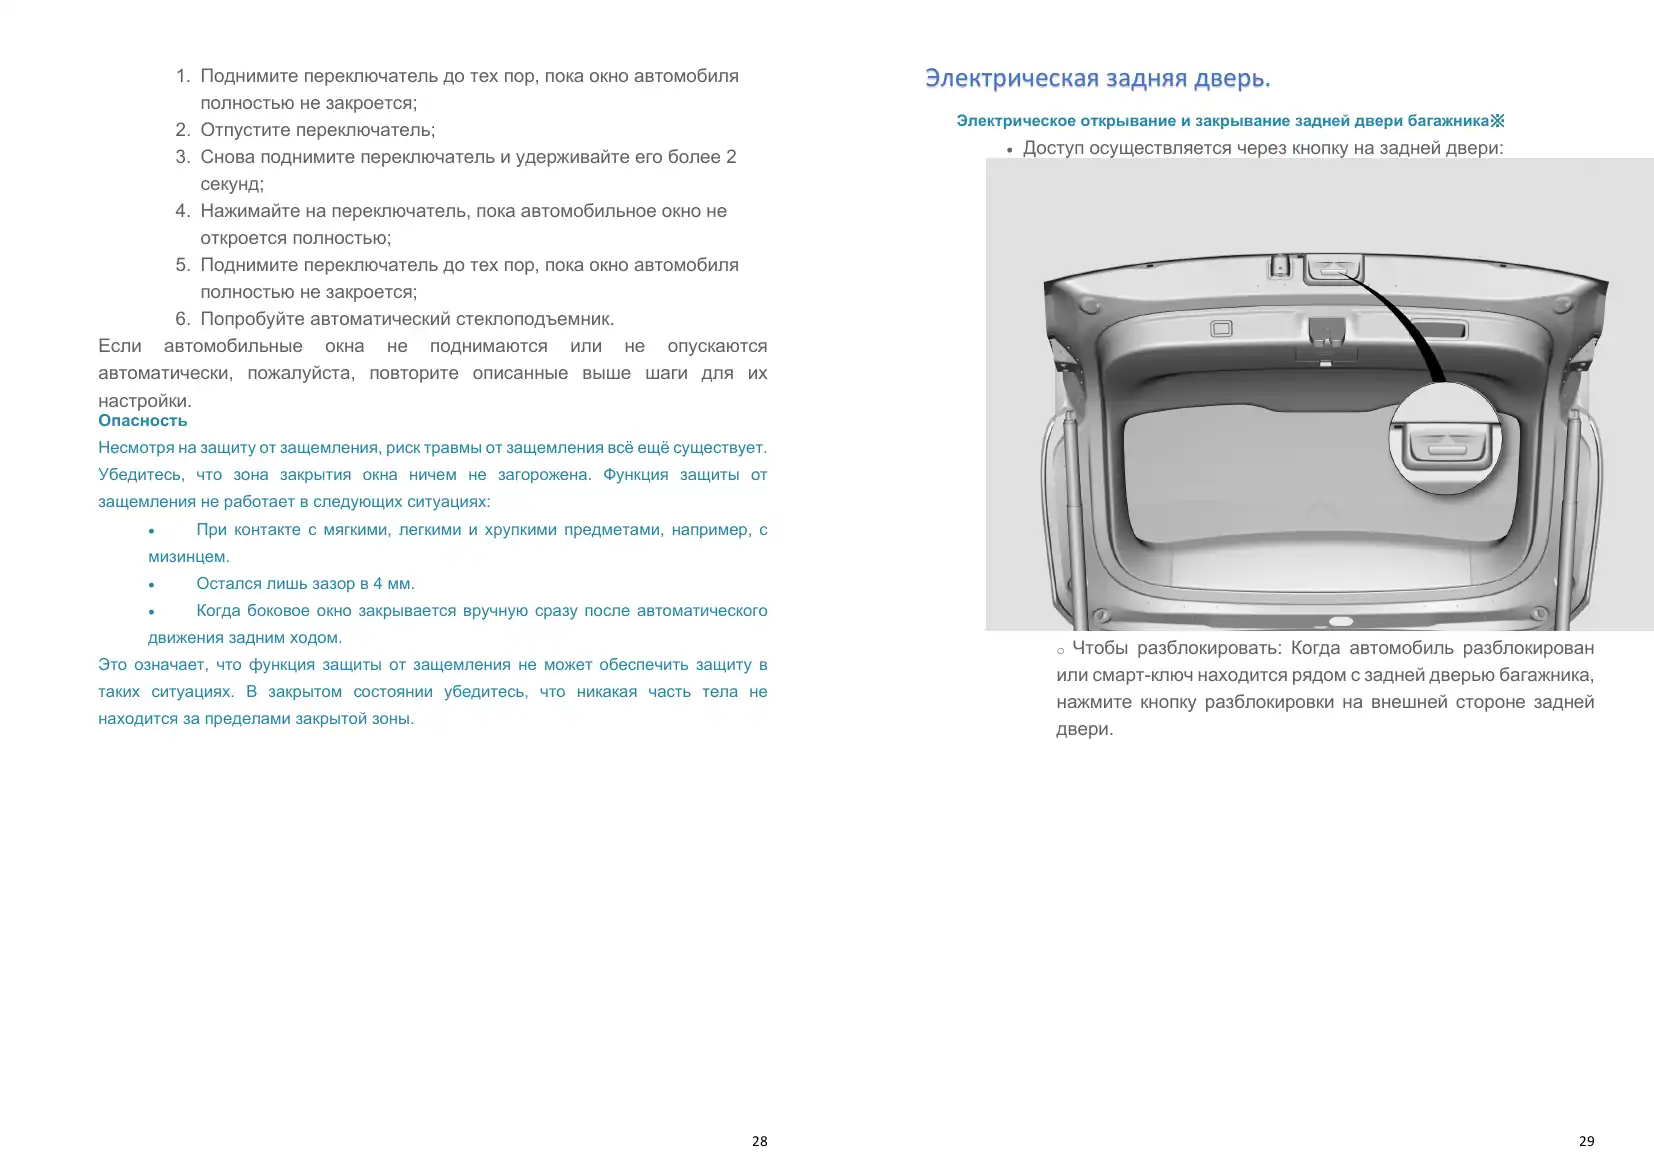 1. Поднимите переключатель до тех пор, пока окно автомобиля
полностью не закроется;
2. Отпустите переключатель;
3. Снова поднимите переключатель и удерживайте его более 2
секунд;
4. Нажимайте на переключатель, пока автомобильное окно не
откроется полностью;
5. Поднимите переключатель до тех пор, пока окно автомобиля
полностью не закроется;
6. Попробуйте автоматический стеклоподъемник.
Если автомобильные окна не поднимаются или не опускаются
автоматически, пожалуйста, повторите описанные выше шаги для их
настройки.
Опасность
Несмотря на защиту от защемления, риск травмы от защемления всё ещё существует.
Убедитесь, что зона закрытия окна ничем не загорожена. Функция защиты от
защемления не работает в следующих ситуациях:
• При контакте с мягкими, легкими и хрупкими предметами, например, с
мизинцем.
• Остался лишь зазор в 4 мм.
• Когда боковое окно закрывается вручную сразу после автоматического
движения задним ходом.
Это означает, что функция защиты от защемления не может обеспечить защиту в
таких ситуациях. В закрытом состоянии убедитесь, что никакая часть тела не
находится за пределами закрытой зоны.
28
Электрическая задняя дверь.
Электрическое открывание и закрывание задней двери багажника※
• Доступ осуществляется через кнопку на задней двери:
○ Чтобы разблокировать: Когда автомобиль разблокирован
или смарт-ключ находится рядом с задней дверью багажника,
нажмите кнопку разблокировки на внешней стороне задней
двери.
29